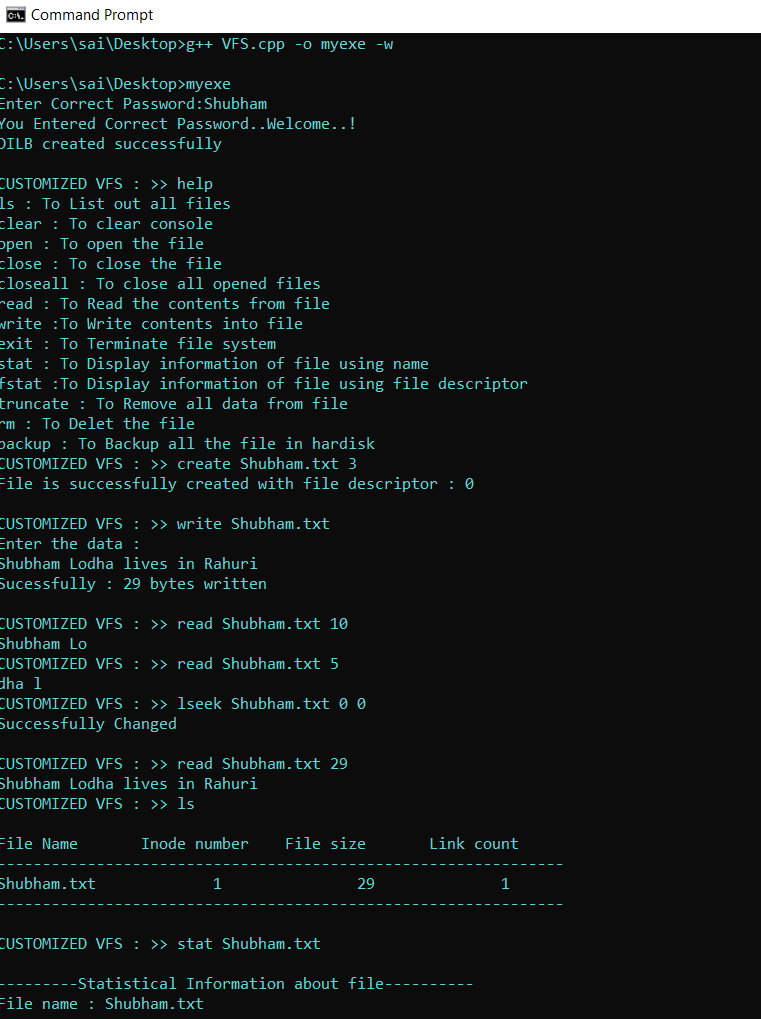 Command Prompt
C:\Users\sai\Desktop>g++ VFS.cpp -o myexe -w
C:\Users\sai\Desktop>myexe
Enter Correct Password:Shubham
You Entered Correct Password..Welcome..!
DILB created successfully
CUSTOMIZED VFS : >> help
ls : To List out all files
clear : To clear console
open : To open the file
close : To close the file
closeall : To close all opened files
read : To Read the contents from file
write :To Write contents into file
exit : To Terminate file system
stat : To Display information of file using name
fstat :To Display information of file using file descriptor
truncate : To Remove all data from file
rm : To Delet the file
backup : To Backup all the file in hardisk
CUSTOMIZED VFS : >> create Shubham.txt 3
File is successfully created with file descriptor : 0
CUSTOMIZED VFS : >> write Shubham.txt
Enter the data :
Shubham Lodha lives in Rahuri
Sucessfully : 29 bytes written
CUSTOMIZED VFS : >> read Shubham.txt 10
Shubham Lo
CUSTOMIZED VFS : >> read Shubham.txt 5
dha l
CUSTOMIZED VFS : >> lseek Shubham.txt 0 0
Successfully Changed
CUSTOMIZED VFS : >> read Shubham.txt 29
Shubham Lodha lives in Rahuri
CUSTOMIZED VFS : >> ls
File Name Inode number File size Link count
---------------------------------------------------------------
Shubham.txt 1 29 1
---------------------------------------------------------------
CUSTOMIZED VFS : >> stat Shubham.txt
---------Statistical Information about file----------
File name : Shubham.txt